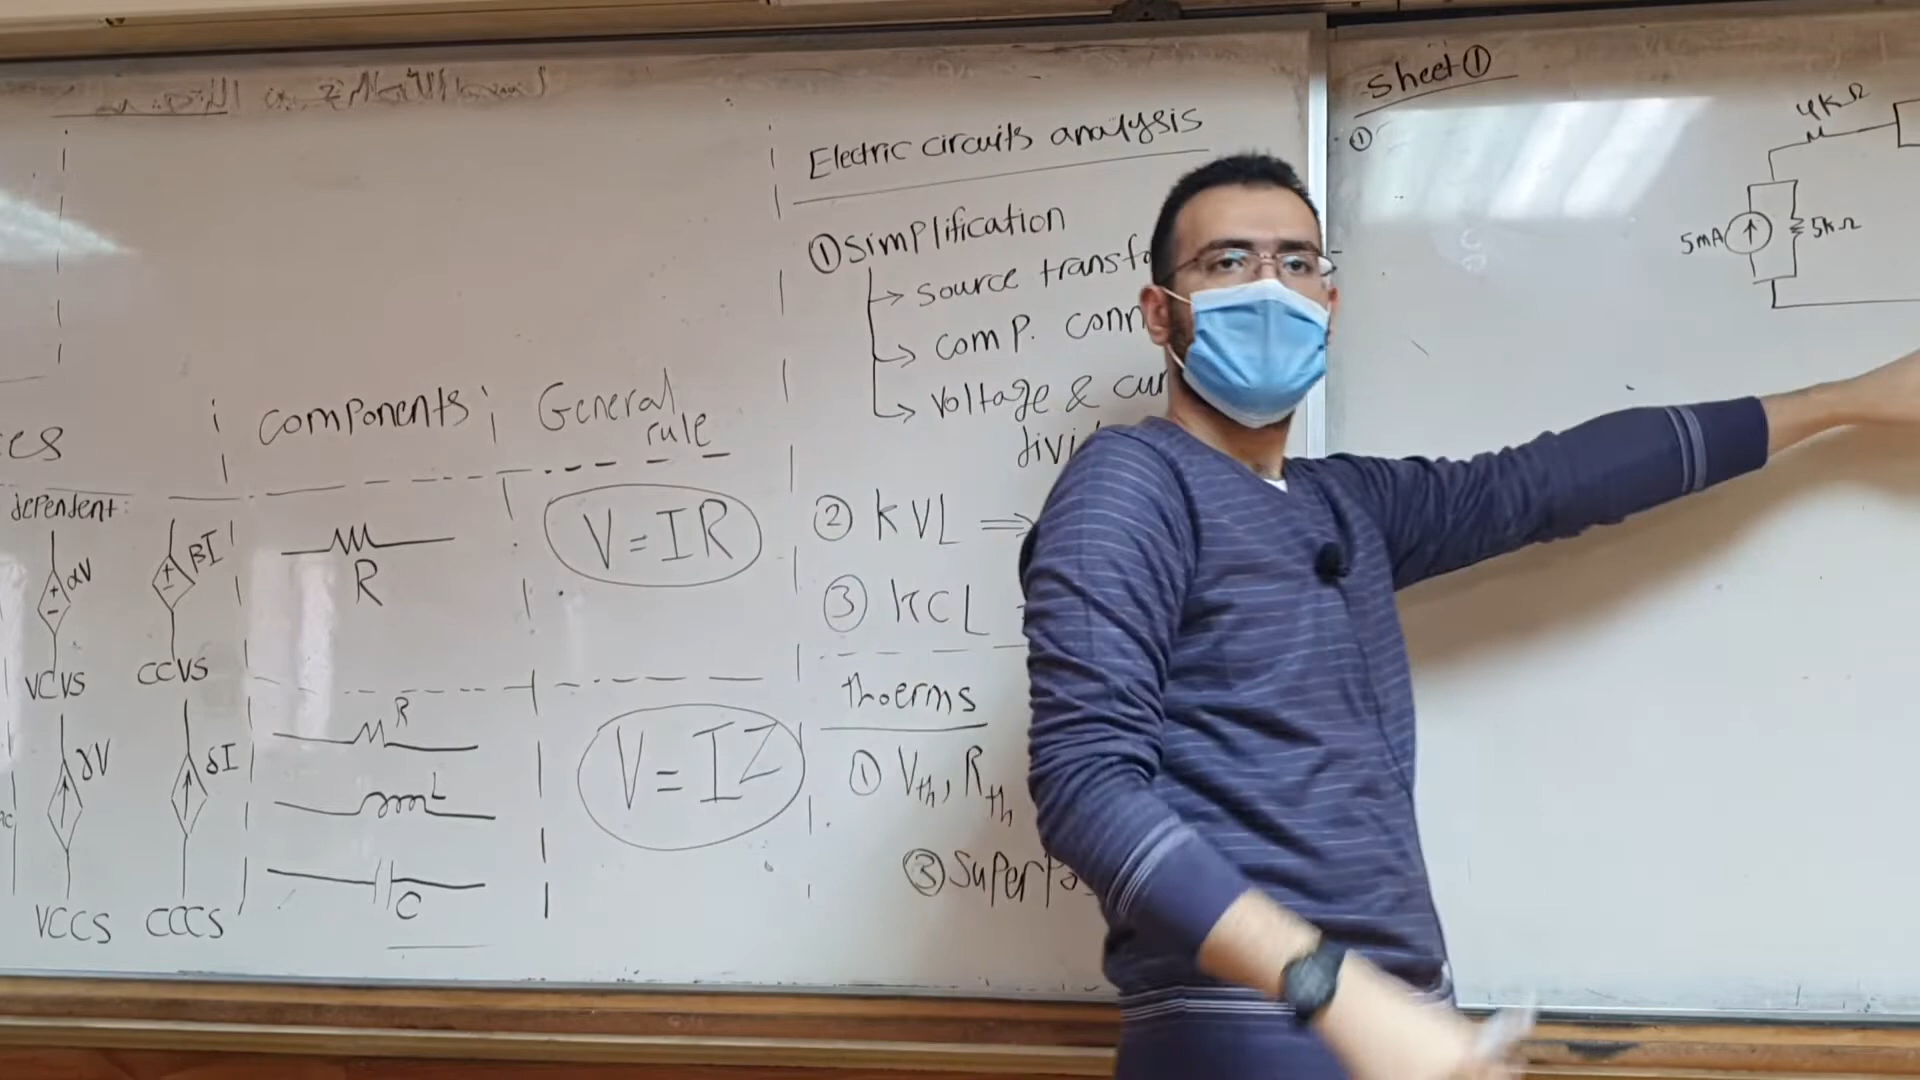 ces
dependent:
αV
βI
VCVS
CCVS
γV
δI
VCCS
CCCS
components
General
rule
R
V=IR
R
L
C
V=IZ
Electric circuits analysis
① Simplification
→ source transfo
→ comp. conn
→ voltage & cur
divi
② KVL ⇒
③ KCL
thoerms
① Vth, Rth
③ Superpos
Sheet ①
①
4KΩ
5mA
5KΩ